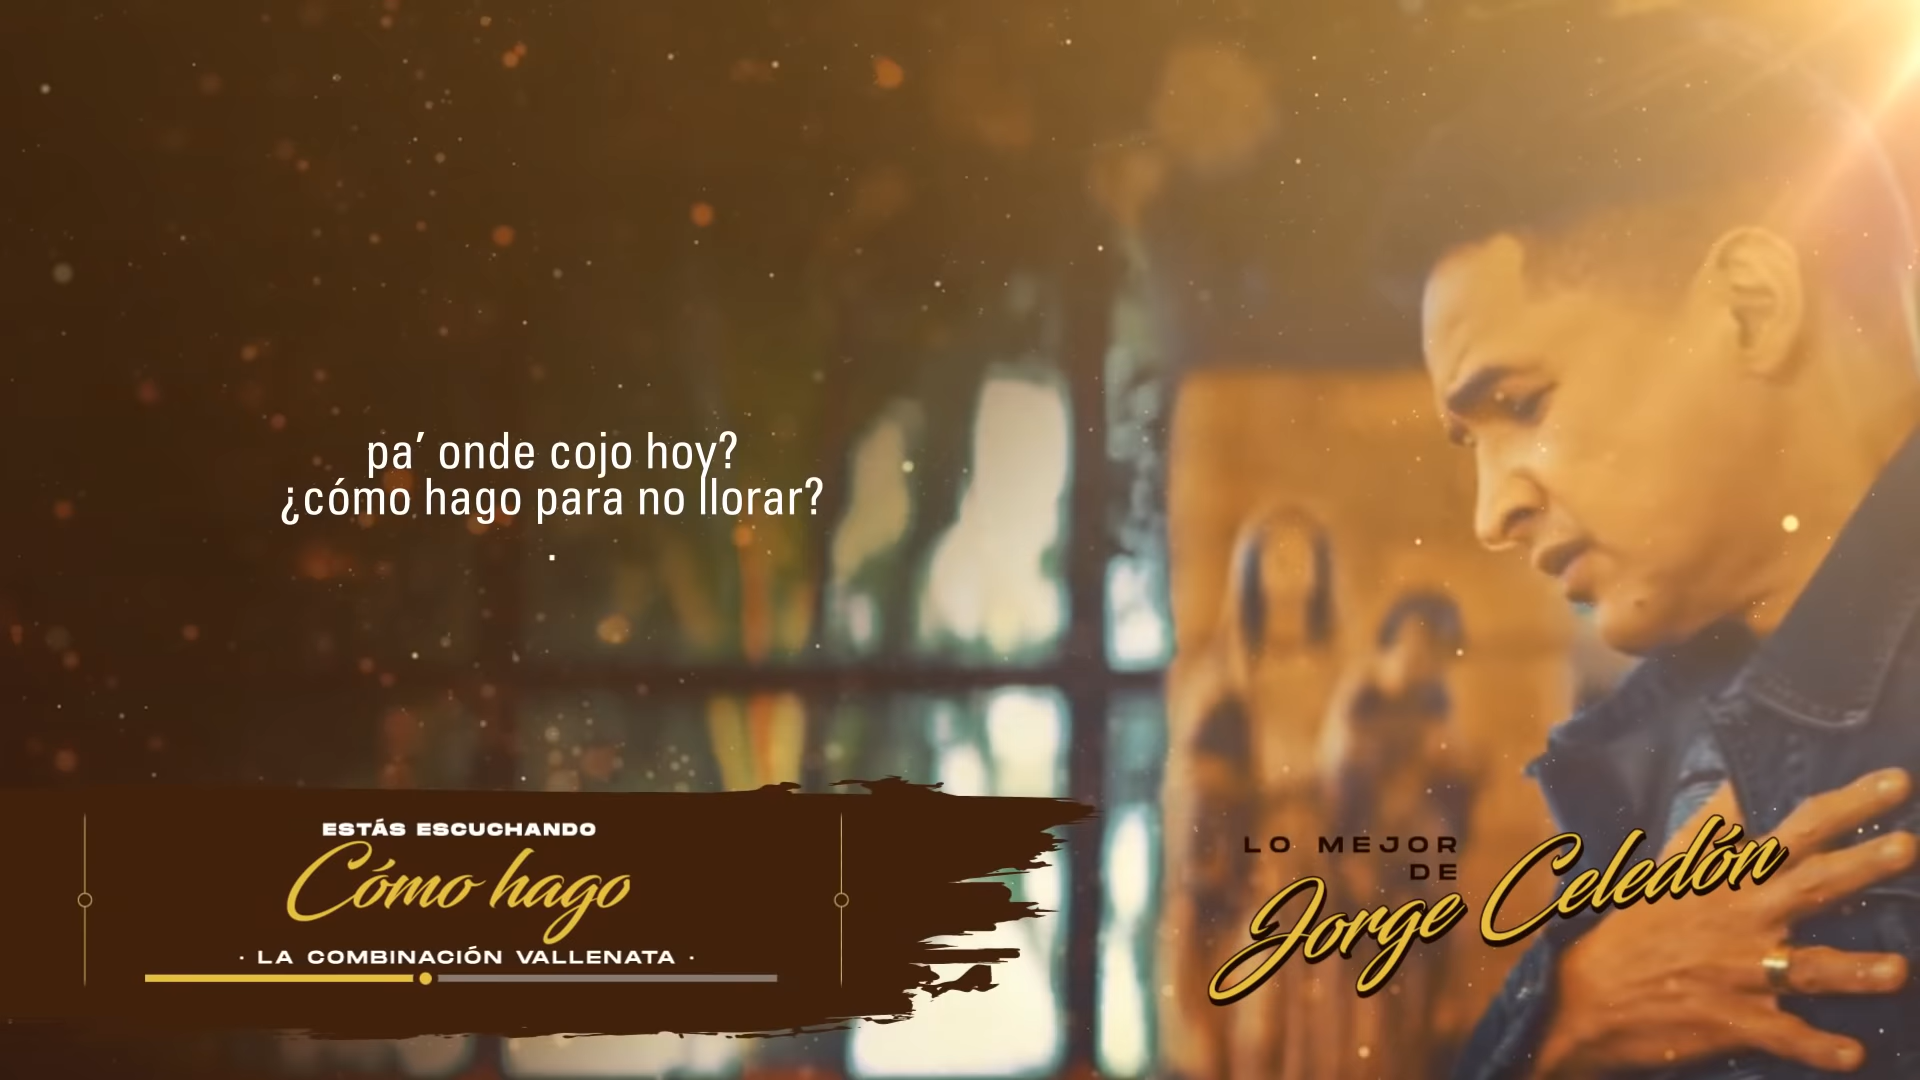 pa’ onde cojo hoy?
¿cómo hago para no llorar?
.
ESTÁS ESCUCHANDO
Cómo hago
· LA COMBINACIÓN VALLENATA ·
LO MEJOR
DE
Jorge Celedón